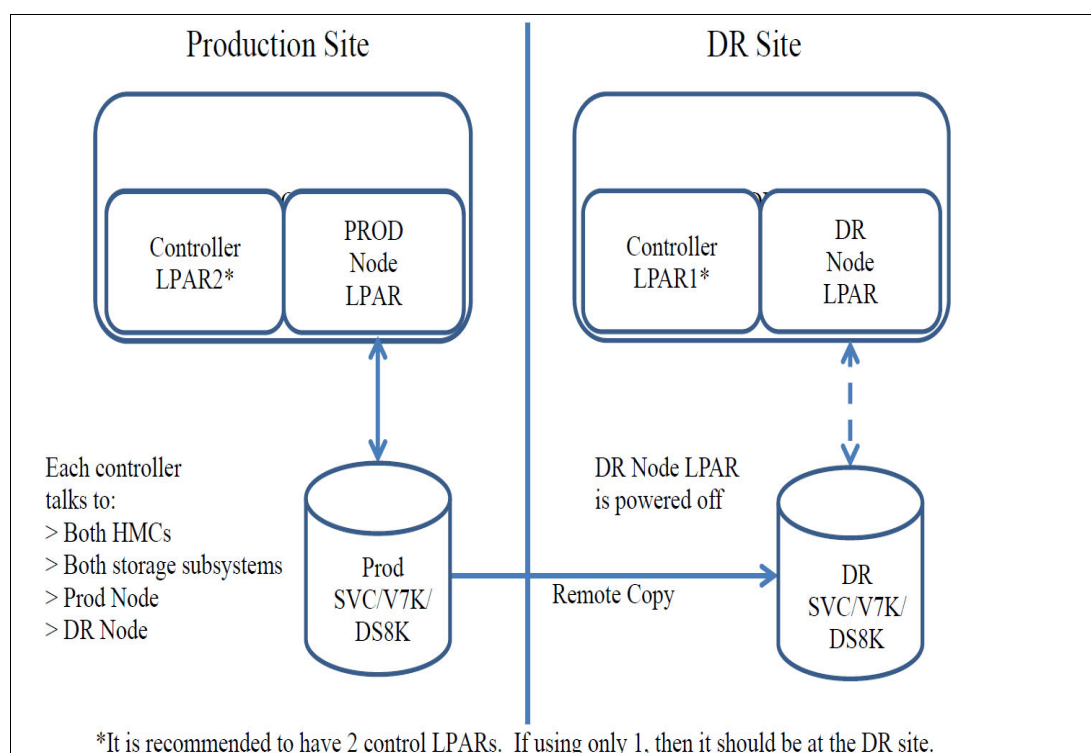 Production Site
DR Site
Controller
LPAR2*
PROD
Node
LPAR
Controller
LPAR1*
DR
Node
LPAR
Each controller
talks to:
> Both HMCs
> Both storage subsystems
> Prod Node
> DR Node
DR Node LPAR
is powered off
Prod
SVC/V7K/
DS8K
Remote Copy
DR
SVC/V7K/
DS8K
*It is recommended to have 2 control LPARs. If using only 1, then it should be at the DR site.